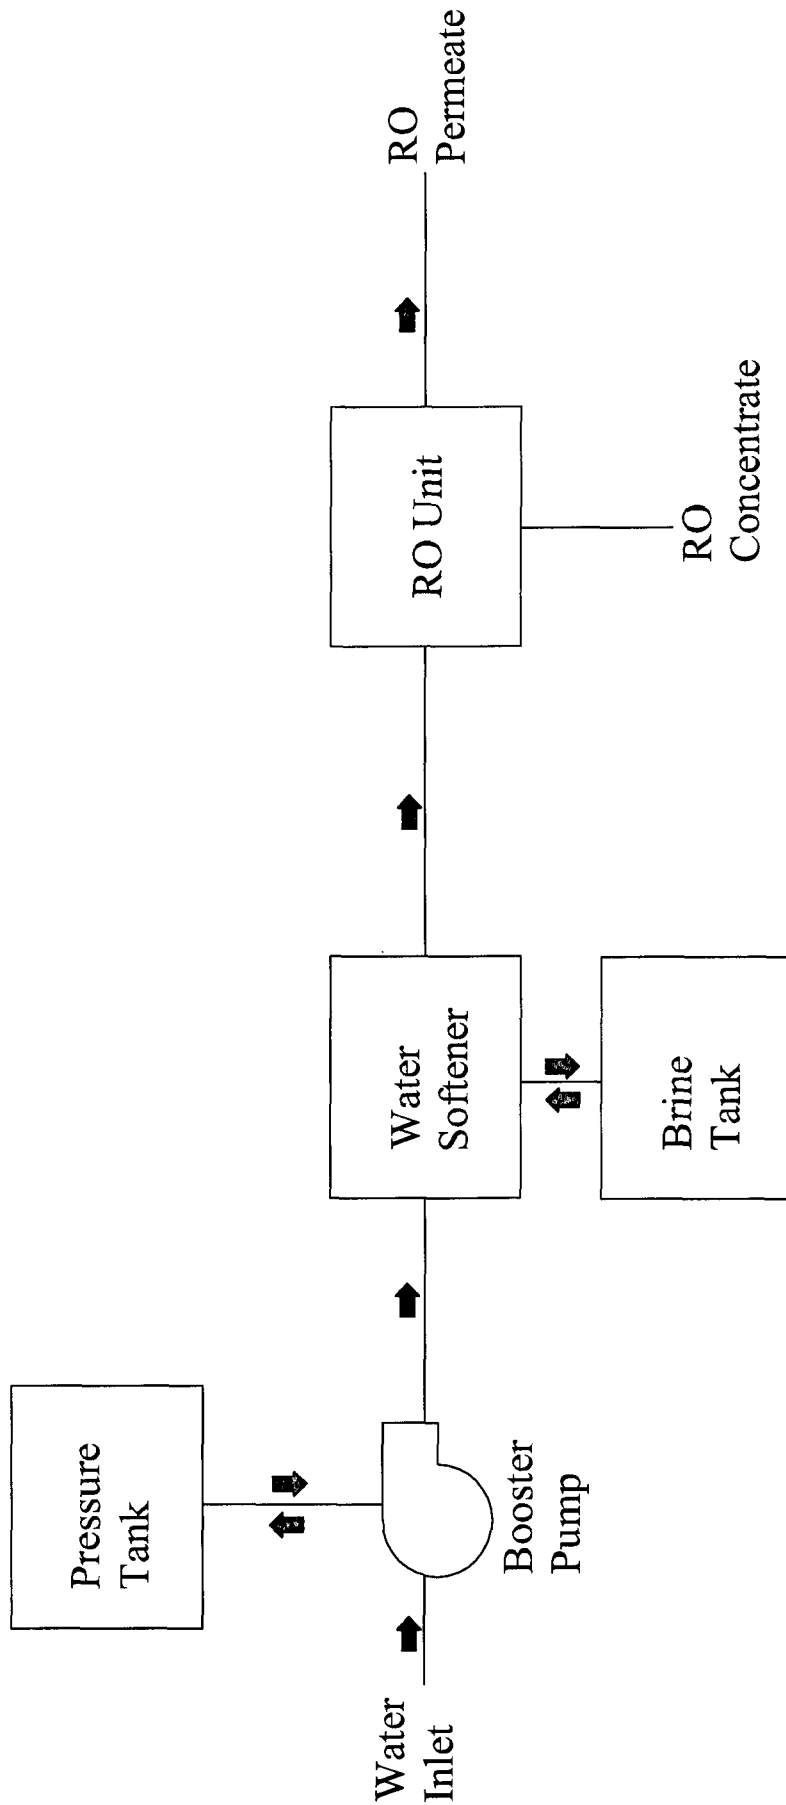 Pressure
Tank
Water
Inlet
Booster
Pump
Water
Softener
Brine
Tank
RO Unit
RO
Concentrate
RO
Permeate